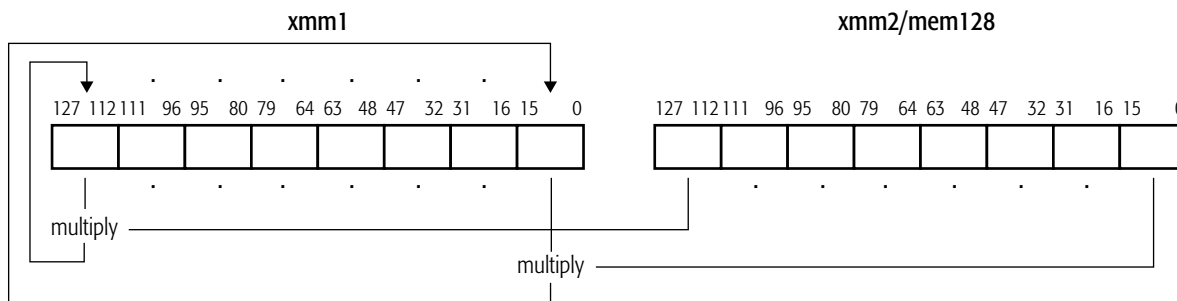 xmm1 xmm2/mem128
. . . . . .
127 112 111 96 95 80 79 64 63 48 47 32 31 16 15 0 127 112 111 96 95 80 79 64 63 48 47 32 31 16 15 0
. . . . . . . . . . . .
multiply
multiply